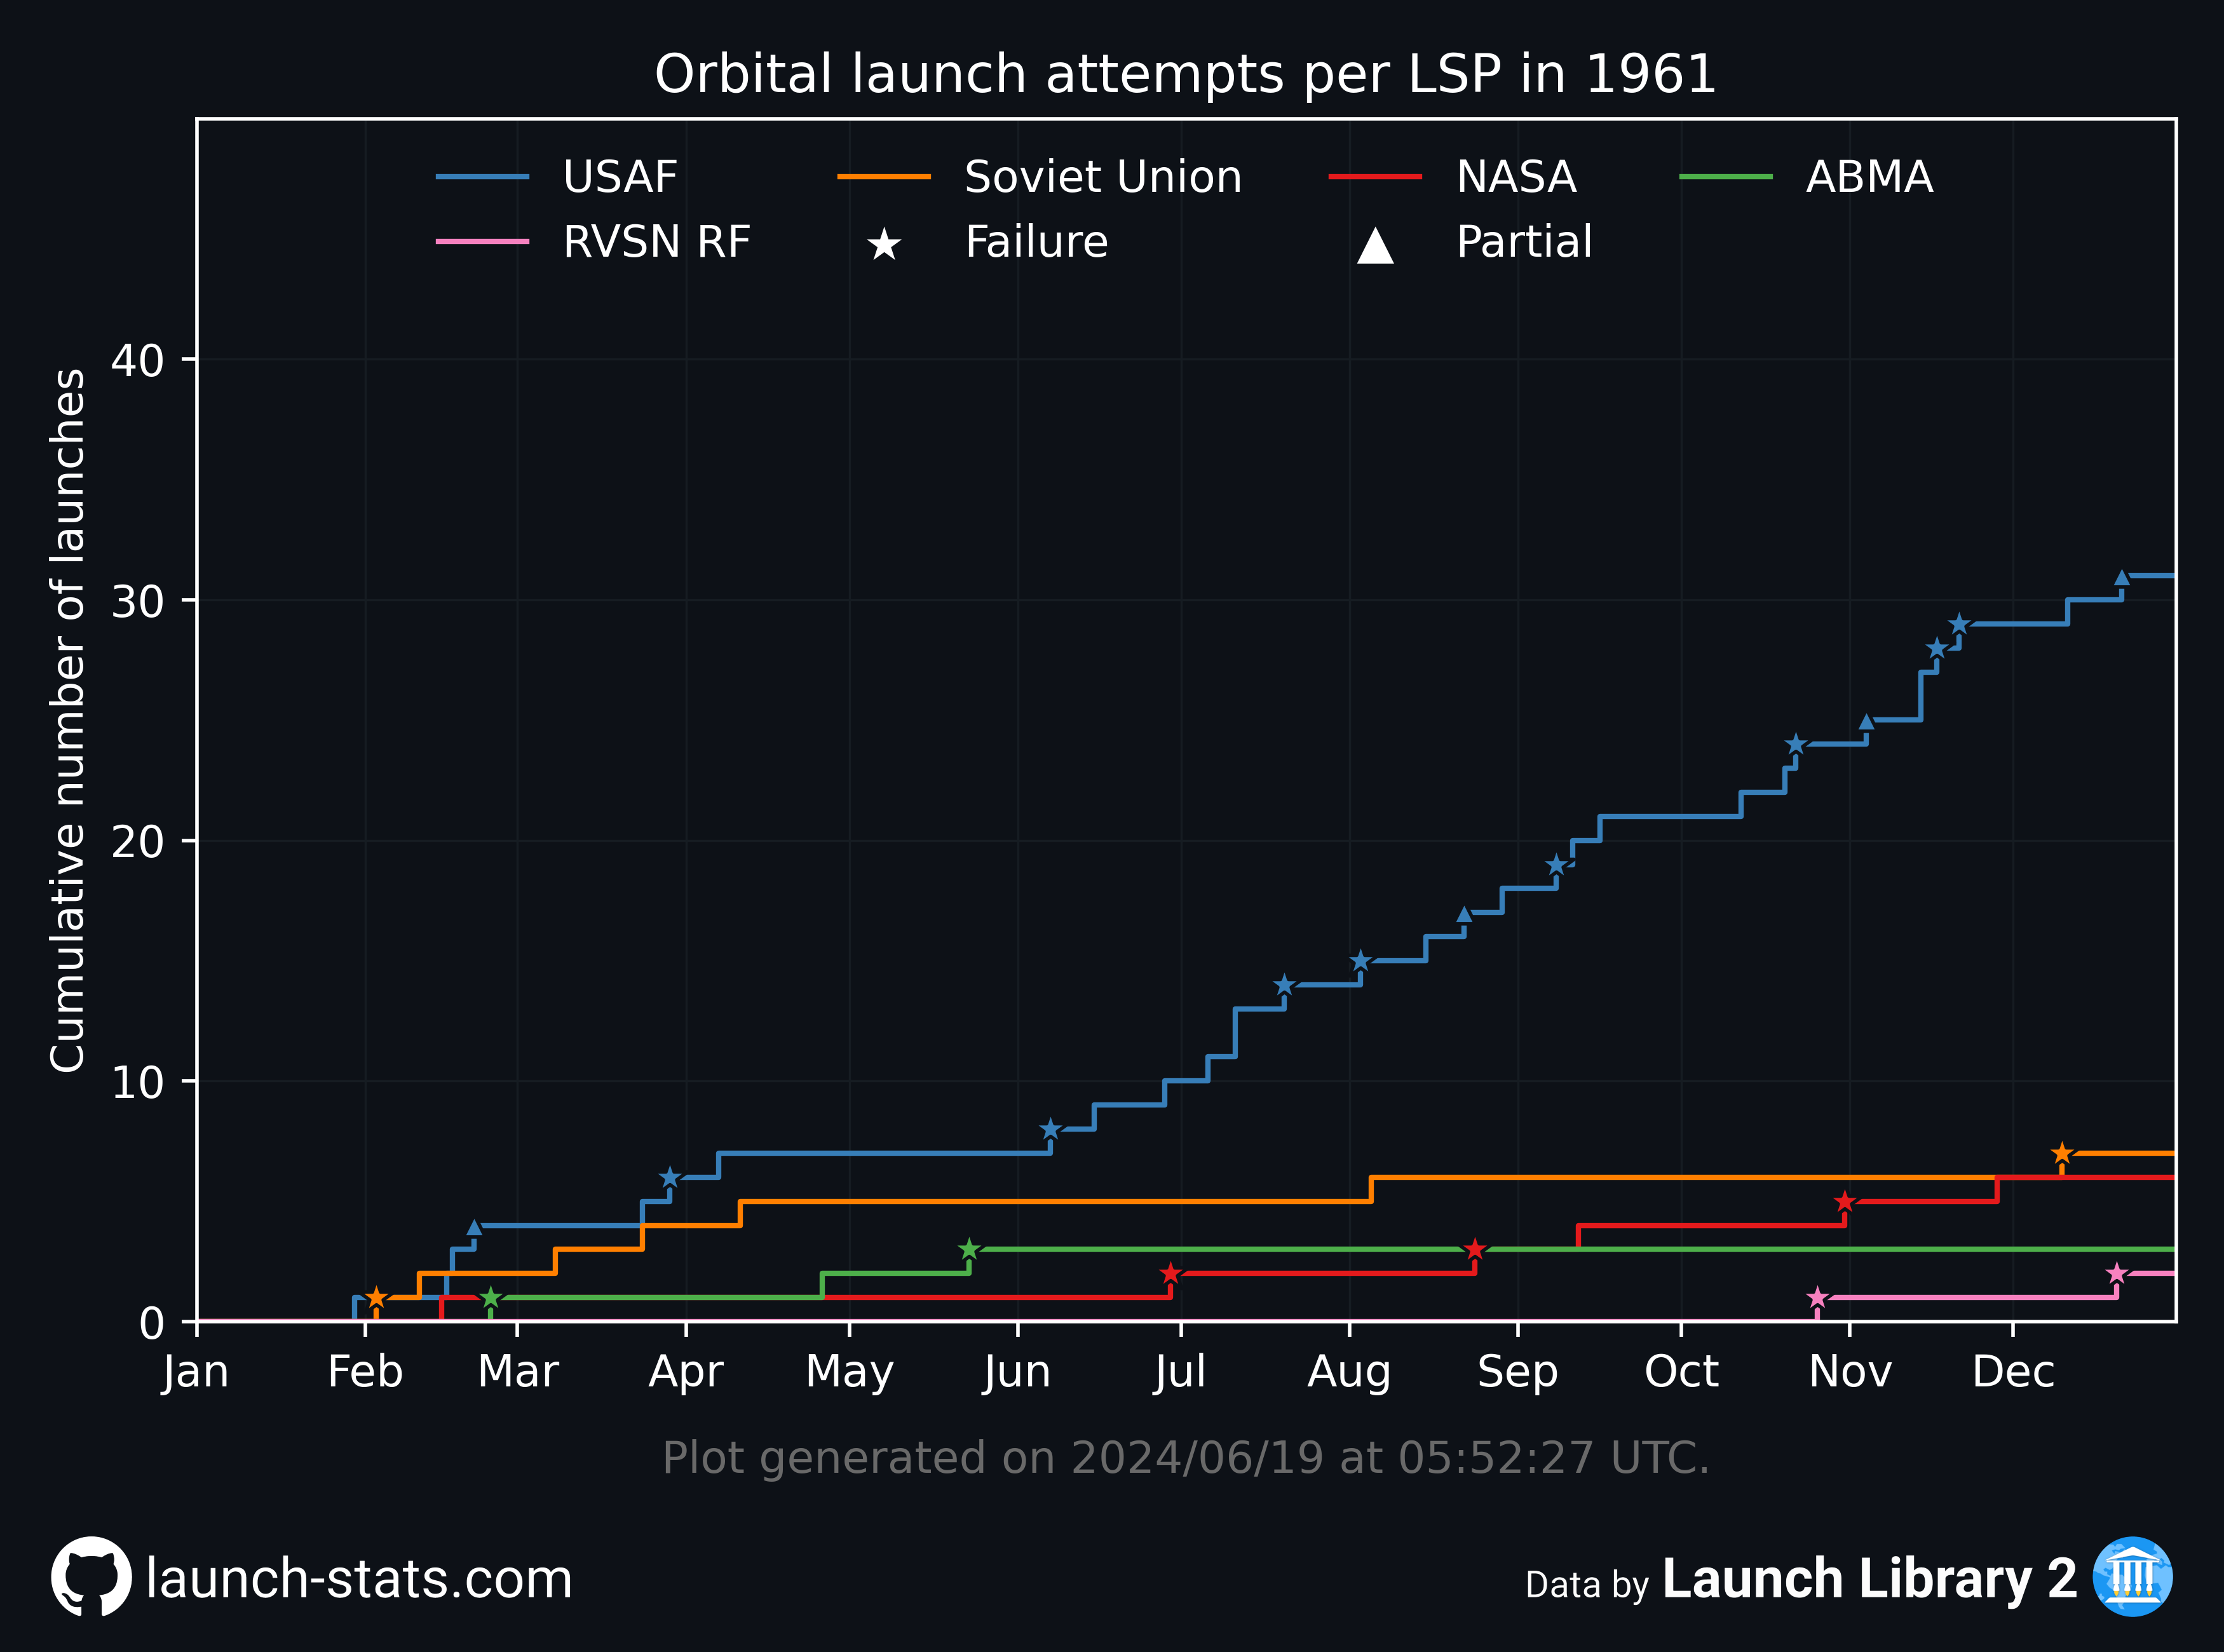 Orbital launch attempts per LSP in 1961
USAF Soviet Union NASA ABMA
RVSN RF Failure Partial
Cumulative number of launches
40
30
20
10
0
Jan Feb Mar Apr May Jun Jul Aug Sep Oct Nov Dec
Plot generated on 2024/06/19 at 05:52:27 UTC.
launch-stats.com
Data by Launch Library 2